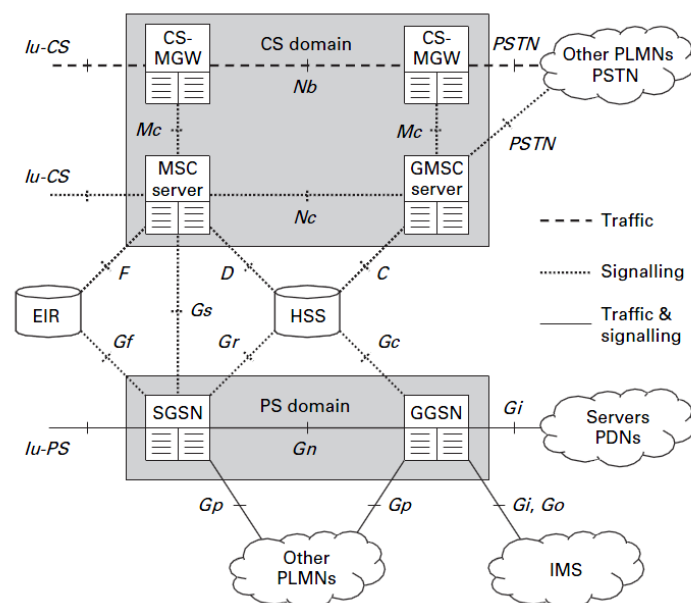 Iu-CS
CS-
MGW
CS domain
CS-
MGW
PSTN
Other PLMNs
PSTN
Nb
Mc
Mc
PSTN
Iu-CS
MSC
server
GMSC
server
Nc
Traffic
Signalling
Traffic &
signalling
F
D
C
EIR
Gs
HSS
Gf
Gr
Gc
SGSN
PS domain
GGSN
Gi
Servers
PDNs
Iu-PS
Gn
Gp
Gp
Gi, Go
Other
PLMNs
IMS